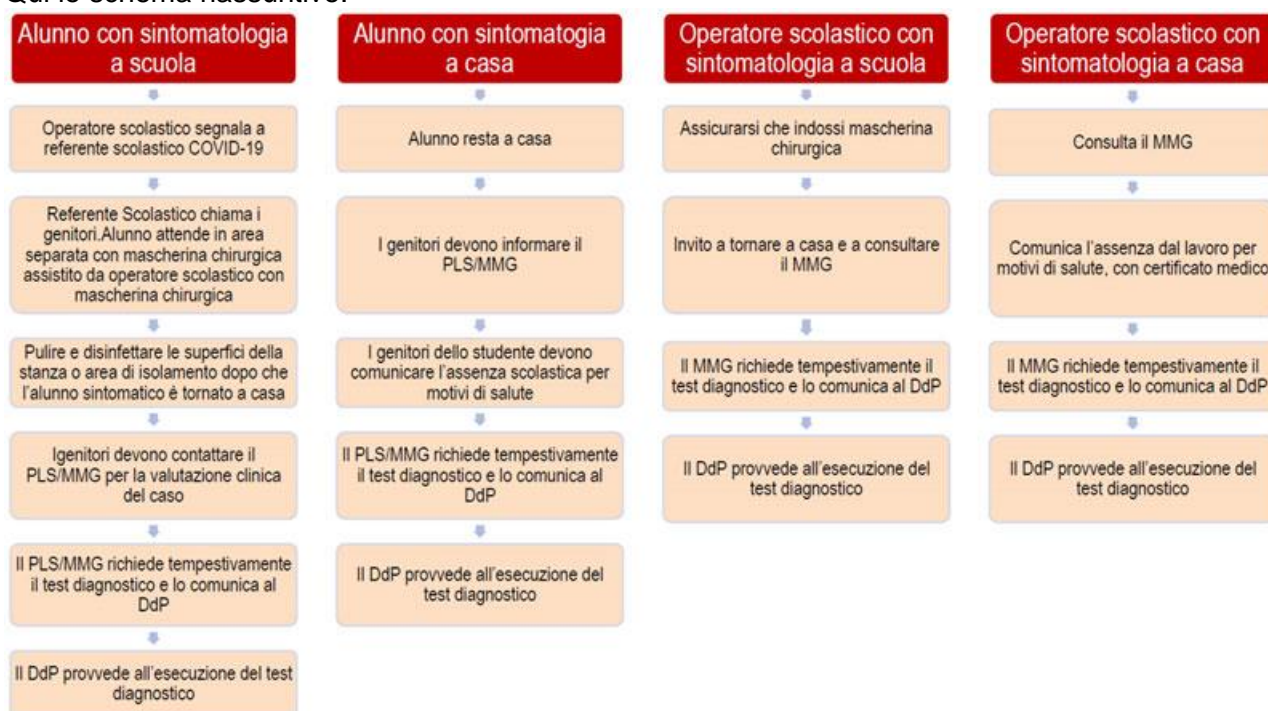 Qui lo schema riassuntivo:
Alunno con sintomatologia
a scuola
Operatore scolastico segnala a
referente scolastico COVID-19
Referente Scolastico chiama i
genitori.Alunno attende in area
separata con mascherina chirurgica
assistito da operatore scolastico con
mascherina chirurgica
Pulire e disinfettare le superfici della
stanza o area di isolamento dopo che
l'alunno sintomatico è tornato a casa
Igenitori devono contattare il
PLS/MMG per la valutazione clinica
del caso
Il PLS/MMG richiede tempestivamente
il test diagnostico e lo comunica al
DdP
Il DdP provvede all'esecuzione del test
diagnostico
Alunno con sintomatogia
a casa
Alunno resta a casa
I genitori devono informare il
PLS/MMG
I genitori dello studente devono
comunicare l'assenza scolastica per
motivi di salute
Il PLS/MMG richiede tempestivamente
il test diagnostico e lo comunica al
DdP
Il DdP provvede all'esecuzione del
test diagnostico
Operatore scolastico con
sintomatologia a scuola
Assicurarsi che indossi mascherina
chirurgica
Invito a tornare a casa e a consultare
il MMG
Il MMG richiede tempestivamente il
test diagnostico e lo comunica al DdP
Il DdP provvede all'esecuzione del
test diagnostico
Operatore scolastico con
sintomatologia a casa
Consulta il MMG
Comunica l'assenza dal lavoro per
motivi di salute, con certificato medico
Il MMG richiede tempestivamente il
test diagnostico e lo comunica al DdP
Il DdP provvede all'esecuzione del
test diagnostico